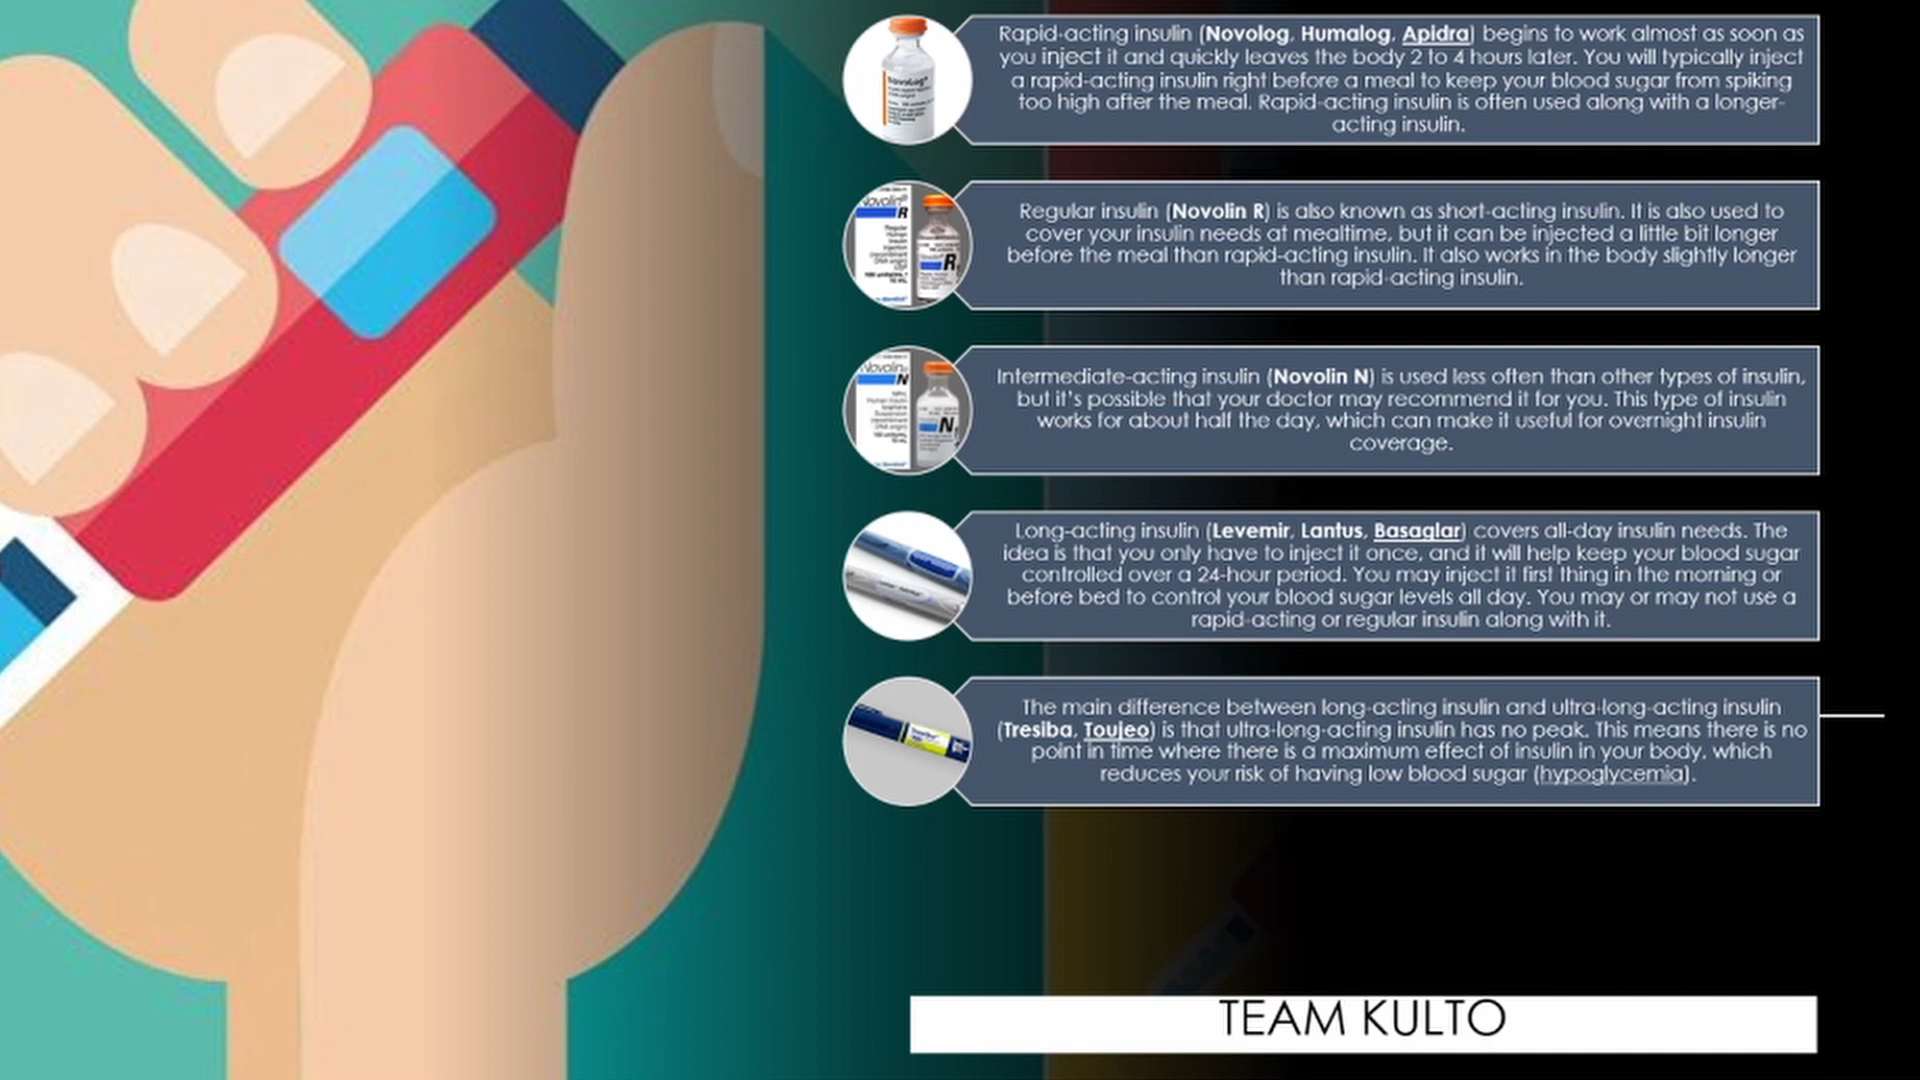 Rapid-acting insulin (Novolog, Humalog, Apidra) begins to work almost as soon as
you inject it and quickly leaves the body 2 to 4 hours later. You will typically inject
a rapid-acting insulin right before a meal to keep your blood sugar from spiking
too high after the meal. Rapid-acting insulin is often used along with a longer-
acting insulin.
NovoLog®
Regular insulin (Novolin R) is also known as short-acting insulin. It is also used to
cover your insulin needs at mealtime, but it can be injected a little bit longer
before the meal than rapid-acting insulin. It also works in the body slightly longer
than rapid-acting insulin.
Novolin®
R
Regular
Human
Insulin
Injection
R
Intermediate-acting insulin (Novolin N) is used less often than other types of insulin,
but it's possible that your doctor may recommend it for you. This type of insulin
works for about half the day, which can make it useful for overnight insulin
coverage.
Novolin
N
N
Long-acting insulin (Levemir, Lantus, Basaglar) covers all-day insulin needs. The
idea is that you only have to inject it once, and it will help keep your blood sugar
controlled over a 24-hour period. You may inject it first thing in the morning or
before bed to control your blood sugar levels all day. You may or may not use a
rapid-acting or regular insulin along with it.
The main difference between long-acting insulin and ultra-long-acting insulin
(Tresiba, Toujeo) is that ultra-long-acting insulin has no peak. This means there is no
point in time where there is a maximum effect of insulin in your body, which
reduces your risk of having low blood sugar (hypoglycemia).
TEAM KULTO